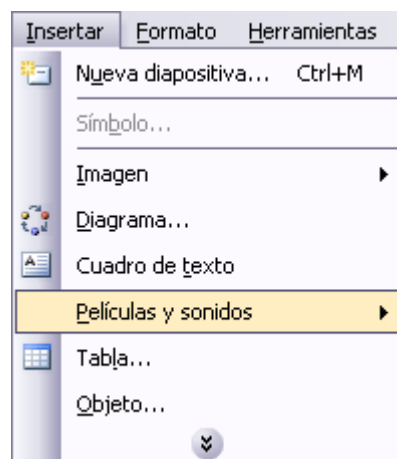 Insertar Formato Herramientas
Nueva diapositiva... Ctrl+M
Símbolo...
Imagen
Diagrama...
Cuadro de texto
Películas y sonidos
Tabla...
Objeto...